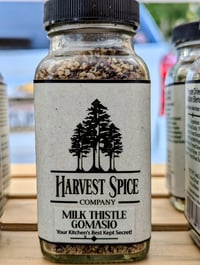 HARVEST SPICE
COMPANY
MILK THISTLE
GOMASIO
Your Kitchen's Best Kept Secret!